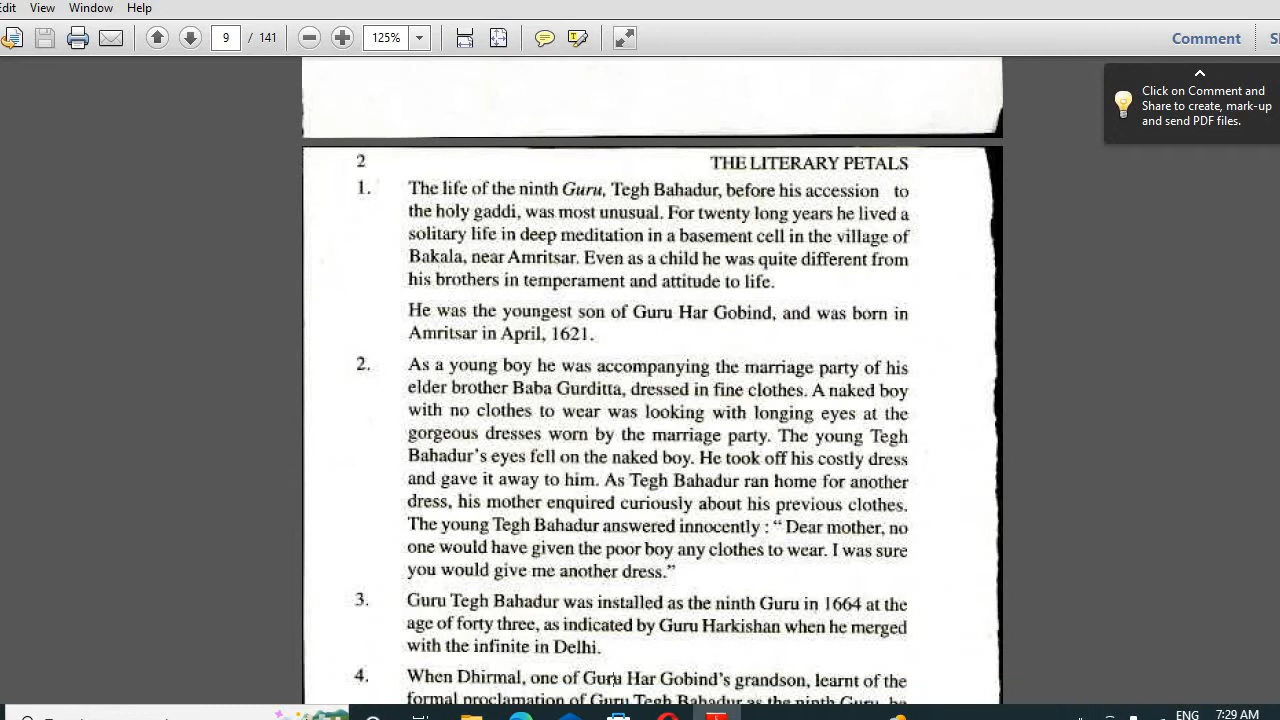 Edit View Window Help
9 / 141 125% Comment
Click on Comment and
Share to create, mark-up
and send PDF files.
2 THE LITERARY PETALS
1. The life of the ninth Guru, Tegh Bahadur, before his accession to
the holy gaddi, was most unusual. For twenty long years he lived a
solitary life in deep meditation in a basement cell in the village of
Bakala, near Amritsar. Even as a child he was quite different from
his brothers in temperament and attitude to life.
He was the youngest son of Guru Har Gobind, and was born in
Amritsar in April, 1621.
2. As a young boy he was accompanying the marriage party of his
elder brother Baba Gurditta, dressed in fine clothes. A naked boy
with no clothes to wear was looking with longing eyes at the
gorgeous dresses worn by the marriage party. The young Tegh
Bahadur's eyes fell on the naked boy. He took off his costly dress
and gave it away to him. As Tegh Bahadur ran home for another
dress, his mother enquired curiously about his previous clothes.
The young Tegh Bahadur answered innocently : “ Dear mother, no
one would have given the poor boy any clothes to wear. I was sure
you would give me another dress.”
3. Guru Tegh Bahadur was installed as the ninth Guru in 1664 at the
age of forty three, as indicated by Guru Harkishan when he merged
with the infinite in Delhi.
4. When Dhirmal, one of Guru Har Gobind's grandson, learnt of the
formal proclamation of Guru Tegh Bahadur as the ninth Guru, he
ENG 7:29 AM